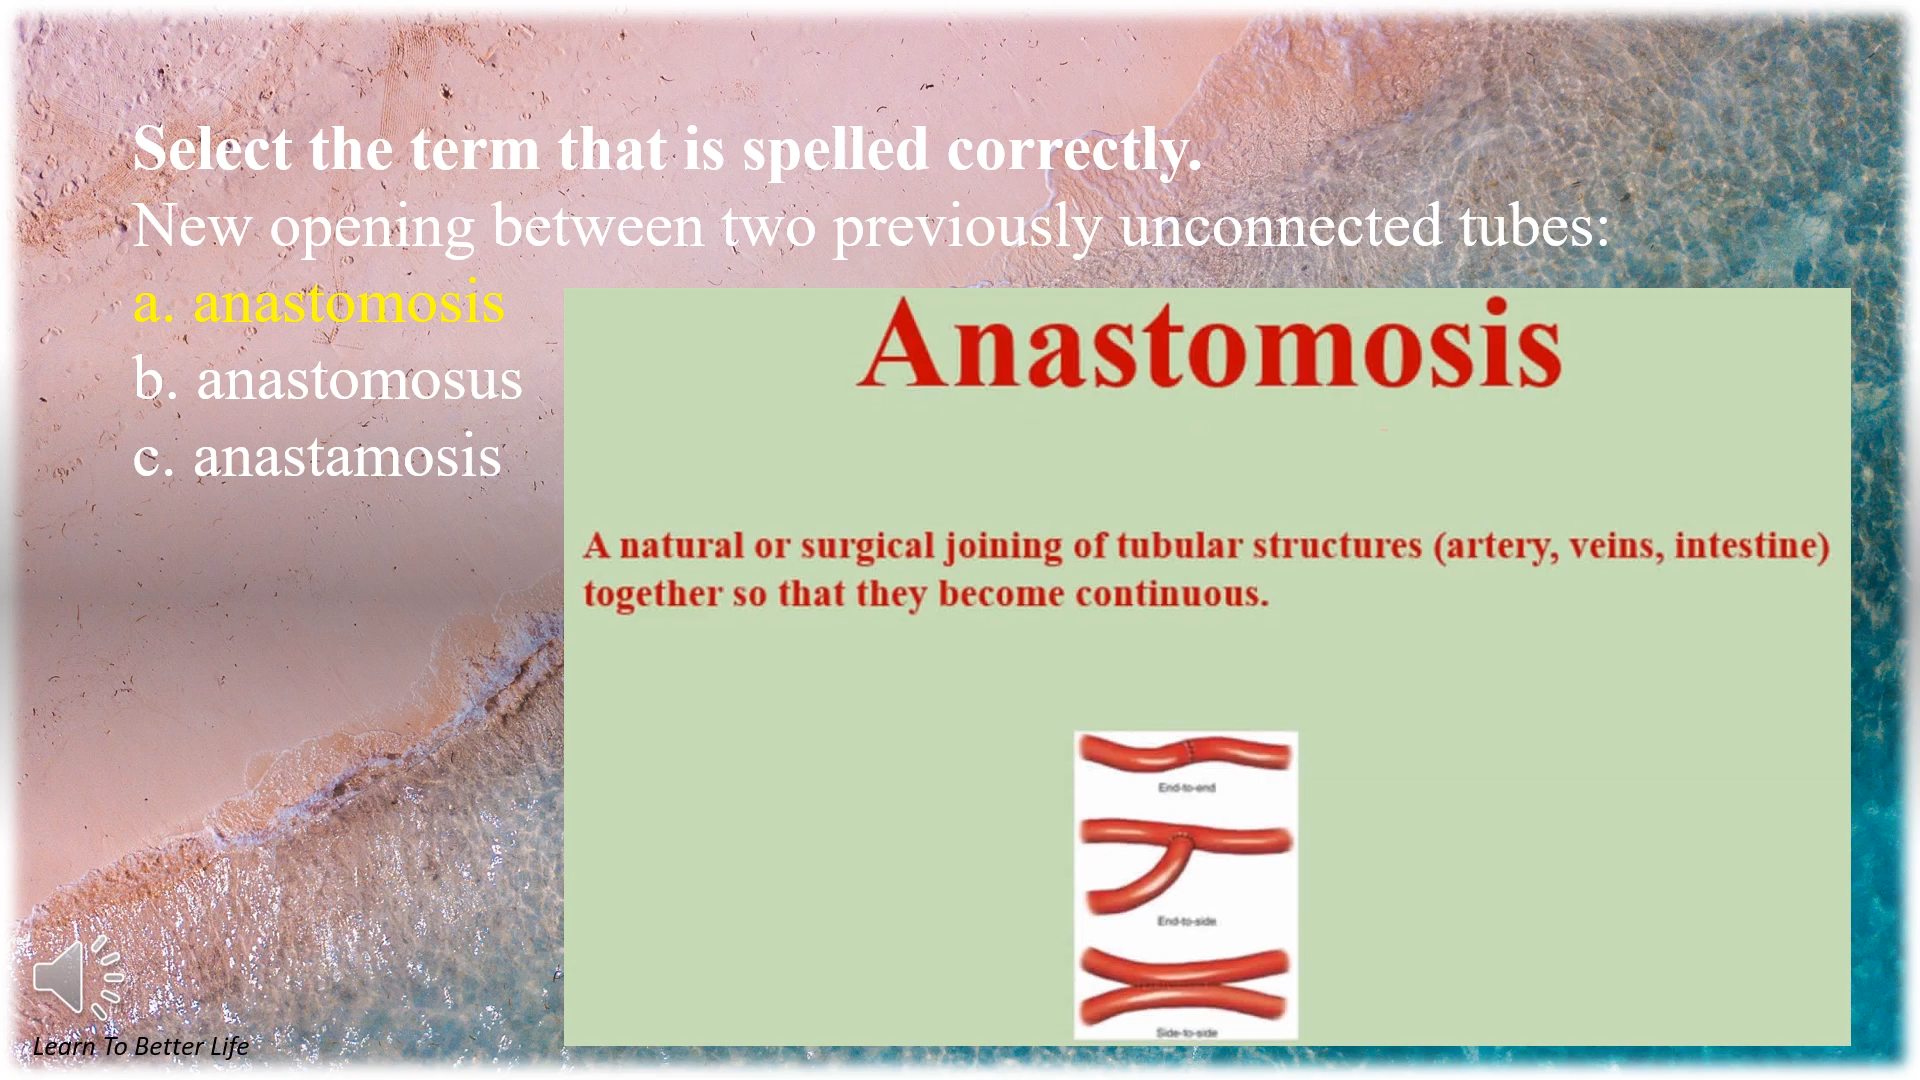 Select the term that is spelled correctly.
New opening between two previously unconnected tubes:
a. anastomosis
b. anastomosus
c. anastamosis
Anastomosis
A natural or surgical joining of tubular structures (artery, veins, intestine)
together so that they become continuous.
End-to-end
End-to-side
Side-to-side
Learn To Better Life